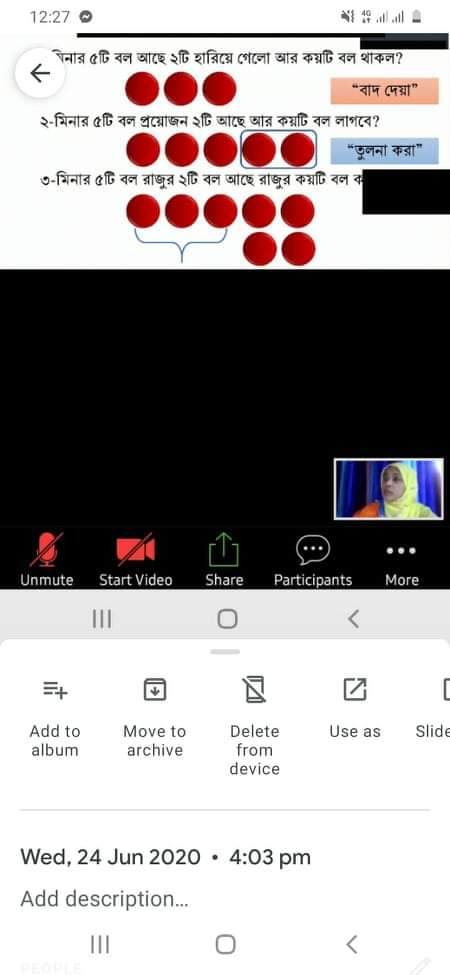 12:27
4G
মিনার ৫টি বল আছে ২টি হারিয়ে গেলো আর কয়টি বল থাকল?
“বাদ দেয়া”
২-মিনার ৫টি বল প্রয়োজন ২টি আছে আর কয়টি বল লাগবে?
“তুলনা করা”
৩-মিনার ৫টি বল রাজুর ২টি বল আছে রাজুর কয়টি বল
Unmute Start Video Share Participants More
Add to album
Move to archive
Delete from device
Use as
Slide
Wed, 24 Jun 2020 • 4:03 pm
Add description...
PEOPLE